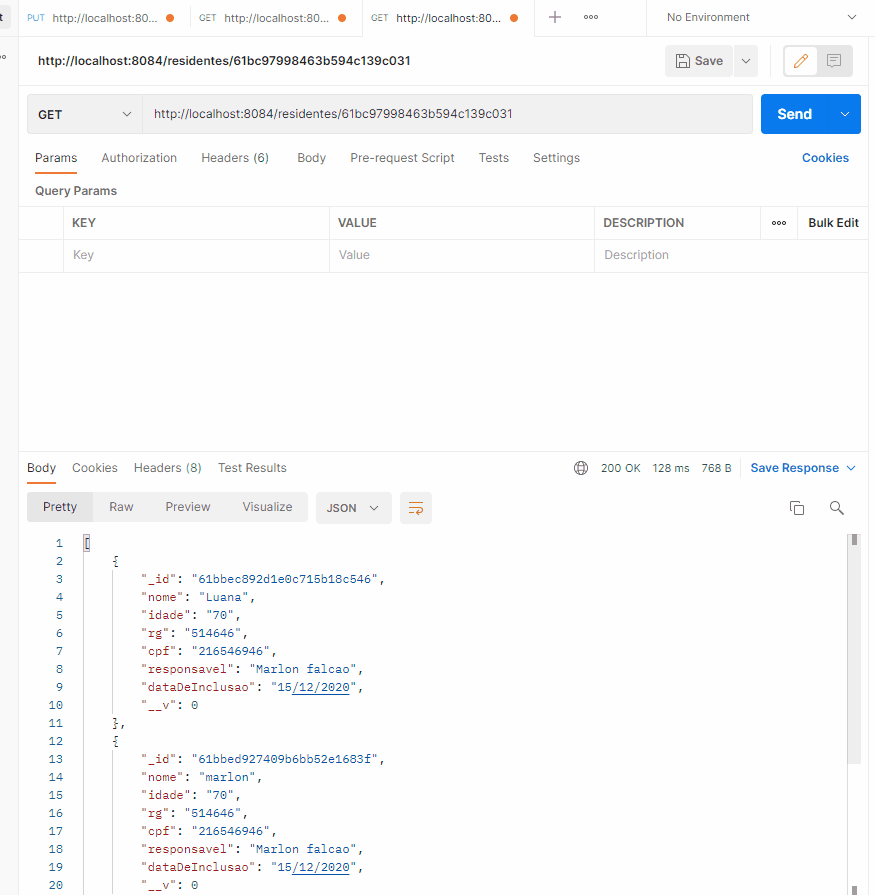 t PUT http://localhost:80... GET http://localhost:80... GET http://localhost:80... No Environment
http://localhost:8084/residentes/61bc97998463b594c139c031 Save
GET http://localhost:8084/residentes/61bc97998463b594c139c031 Send
Params Authorization Headers (6) Body Pre-request Script Tests Settings Cookies
Query Params
KEY VALUE DESCRIPTION Bulk Edit
Key Value Description
Body Cookies Headers (8) Test Results 200 OK 128 ms 768 B Save Response
Pretty Raw Preview Visualize JSON
1 [
2 {
3 "_id": "61bbec892d1e0c715b18c546",
4 "nome": "Luana",
5 "idade": "70",
6 "rg": "514646",
7 "cpf": "216546946",
8 "responsavel": "Marlon falcao",
9 "dataDeInclusao": "15/12/2020",
10 "__v": 0
11 },
12 {
13 "_id": "61bbed927409b6bb52e1683f",
14 "nome": "marlon",
15 "idade": "70",
16 "rg": "514646",
17 "cpf": "216546946",
18 "responsavel": "Marlon falcao",
19 "dataDeInclusao": "15/12/2020",
20 "__v": 0